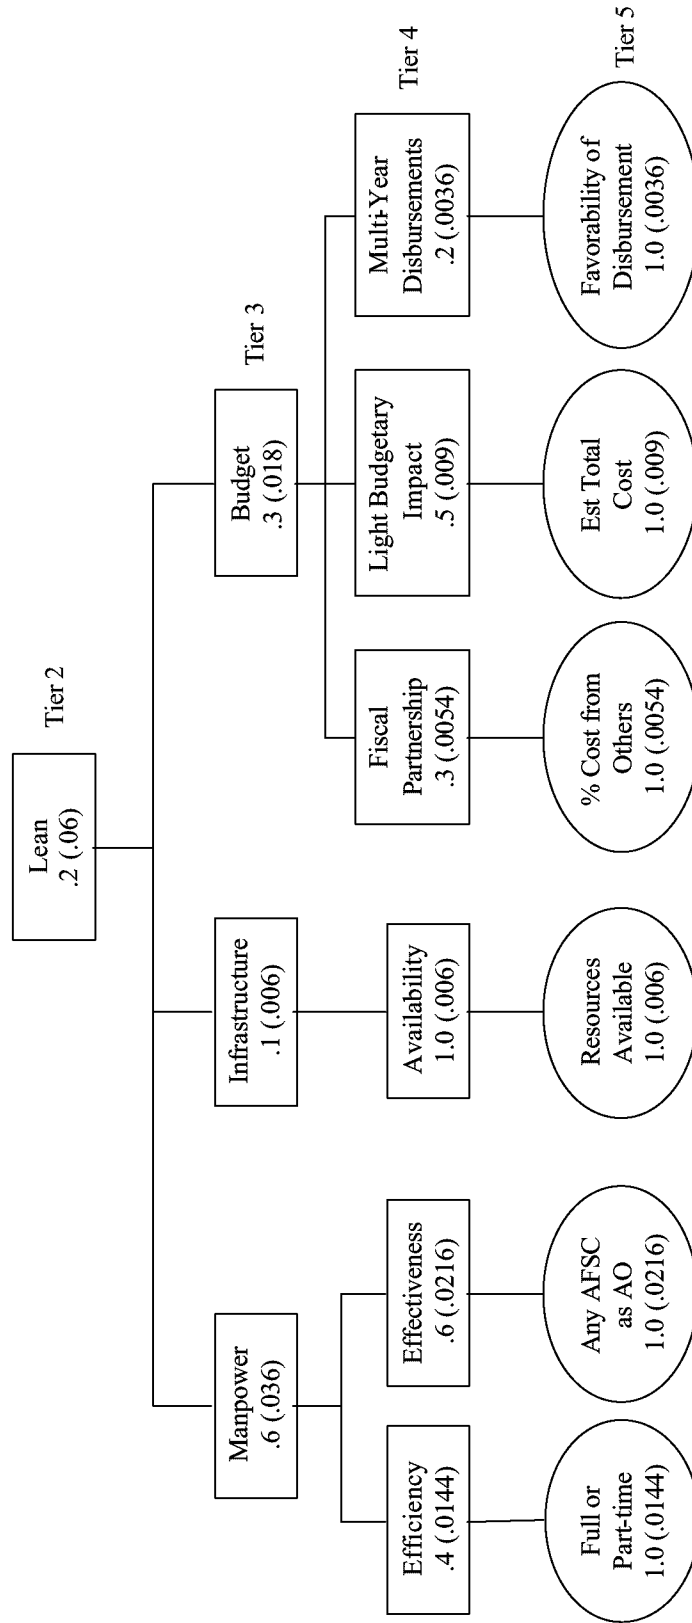 Lean
.2 (.06)
Tier 2
Manpower
.6 (.036)
Infrastructure
.1 (.006)
Budget
.3 (.018)
Tier 3
Efficiency
.4 (.0144)
Effectiveness
.6 (.0216)
Availability
1.0 (.006)
Fiscal
Partnership
.3 (.0054)
Light Budgetary
Impact
.5 (.009)
Multi-Year
Disbursements
.2 (.0036)
Tier 4
Full or
Part-time
1.0 (.0144)
Any AFSC
as AO
1.0 (.0216)
Resources
Available
1.0 (.006)
% Cost from
Others
1.0 (.0054)
Est Total
Cost
1.0 (.009)
Favorability of
Disbursement
1.0 (.0036)
Tier 5